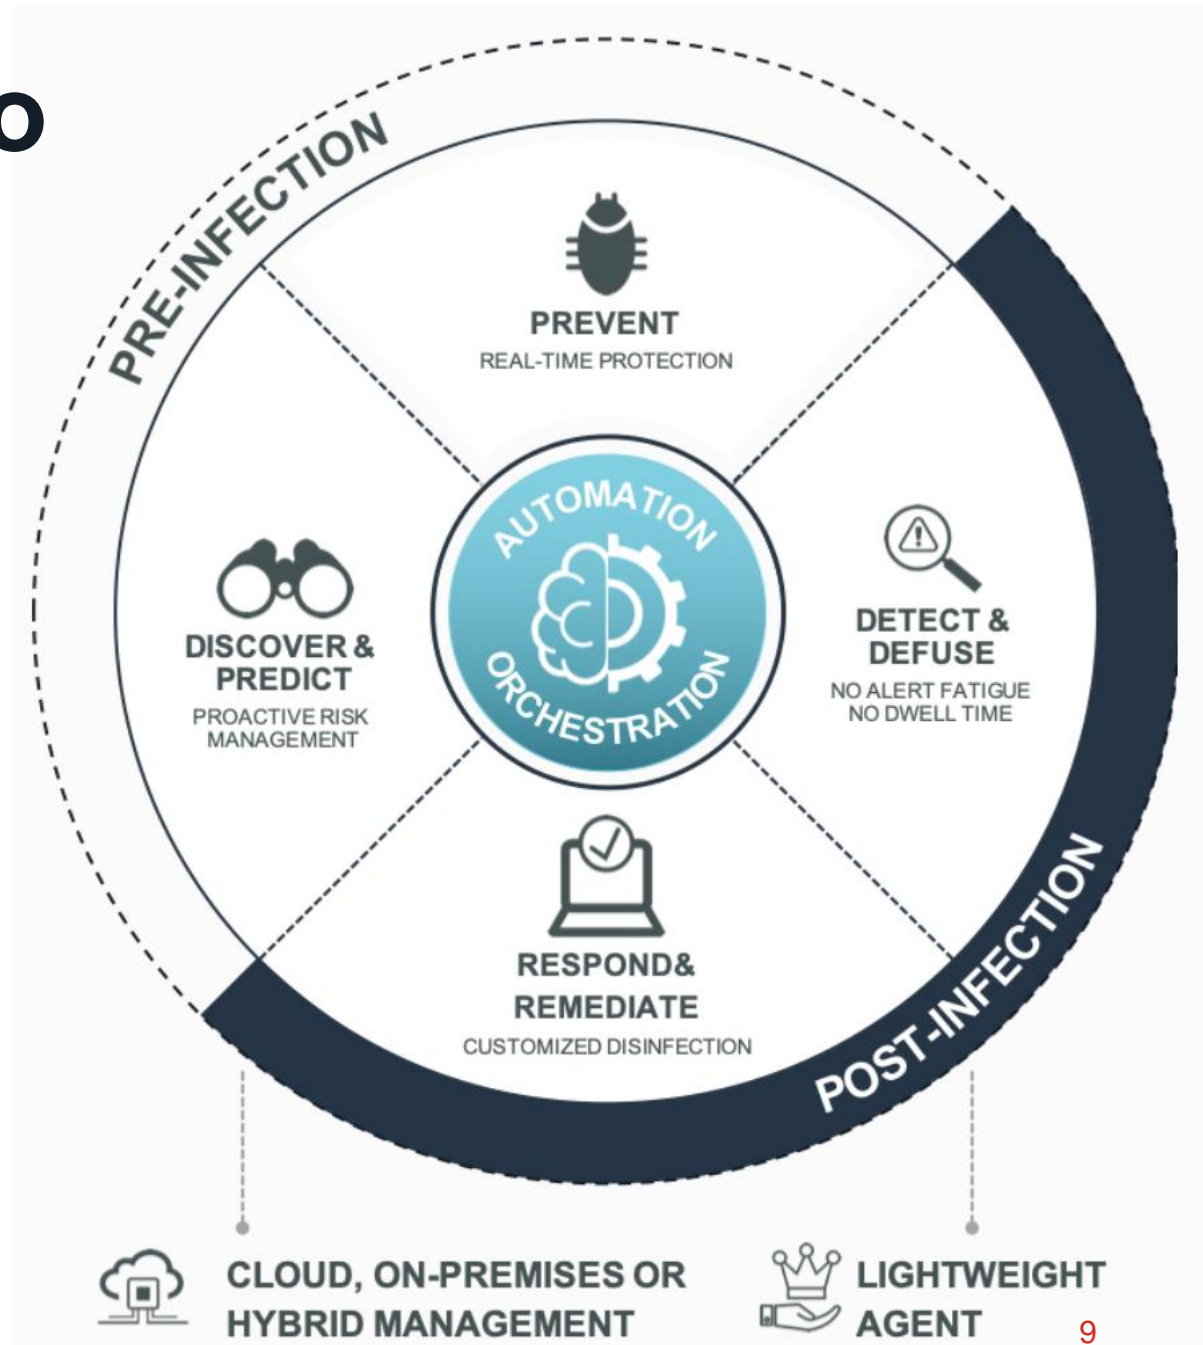 o
PRE-INFECTION
PREVENT
REAL-TIME PROTECTION
AUTOMATION
ORCHESTRATION
DISCOVER &
PREDICT
PROACTIVE RISK
MANAGEMENT
DETECT &
DEFUSE
NO ALERT FATIGUE
NO DWELL TIME
RESPOND&
REMEDIATE
CUSTOMIZED DISINFECTION
POST-INFECTION
CLOUD, ON-PREMISES OR
HYBRID MANAGEMENT
LIGHTWEIGHT
AGENT
9